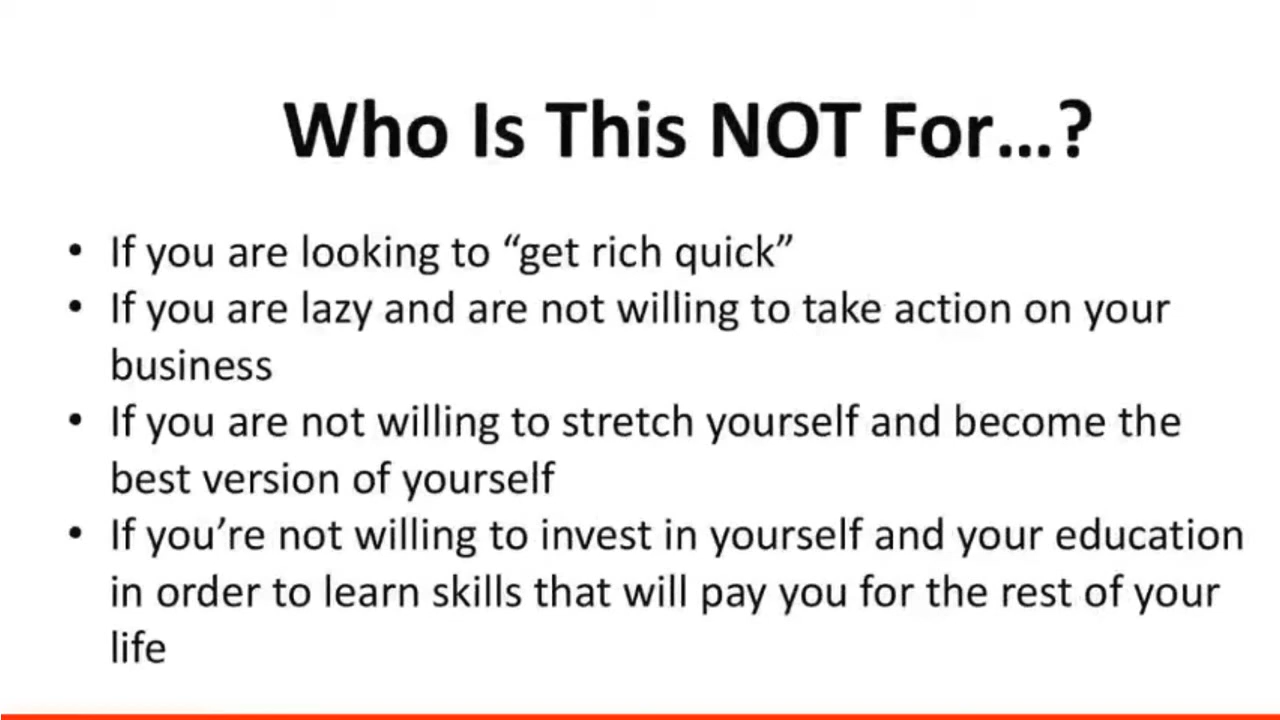 Who Is This NOT For...?
• If you are looking to “get rich quick”
• If you are lazy and are not willing to take action on your
business
• If you are not willing to stretch yourself and become the
best version of yourself
• If you’re not willing to invest in yourself and your education
in order to learn skills that will pay you for the rest of your
life